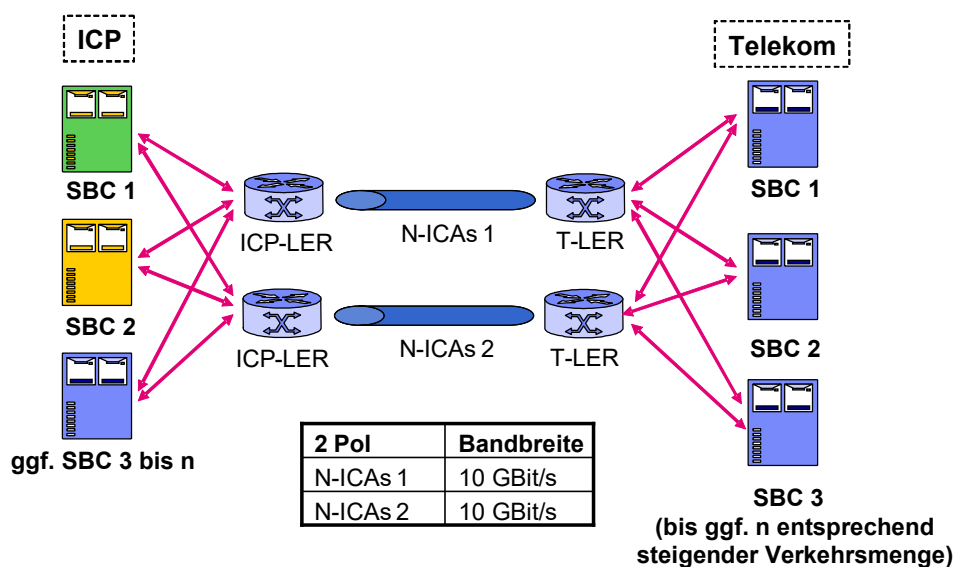 ICP
Telekom
SBC 1
SBC 1
ICP-LER
N-ICAs 1
T-LER
SBC 2
SBC 2
ICP-LER
N-ICAs 2
T-LER
ggf. SBC 3 bis n
2 Pol Bandbreite
N-ICAs 1 10 GBit/s
N-ICAs 2 10 GBit/s
SBC 3
(bis ggf. n entsprechend
steigender Verkehrsmenge)